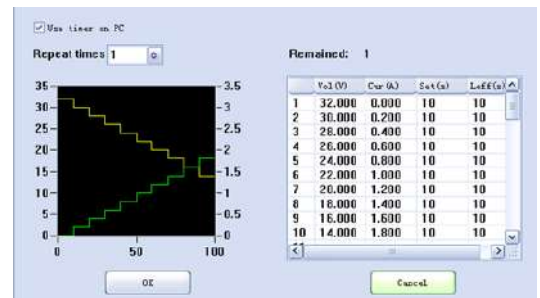 Use timer on PC
Repeat times 1
Remained: 1
35 3.5
30 3
25 2.5
20 2
15 1.5
10 1
5 0.5
0 0
0 50 100
Vol(V) Cur(A) Set(s) Leff(s)
1 32.000 0.000 10 10
2 30.000 0.200 10 10
3 28.000 0.400 10 10
4 26.000 0.600 10 10
5 24.000 0.800 10 10
6 22.000 1.000 10 10
7 20.000 1.200 10 10
8 18.000 1.400 10 10
9 16.000 1.600 10 10
10 14.000 1.800 10 10
OK
Cancel